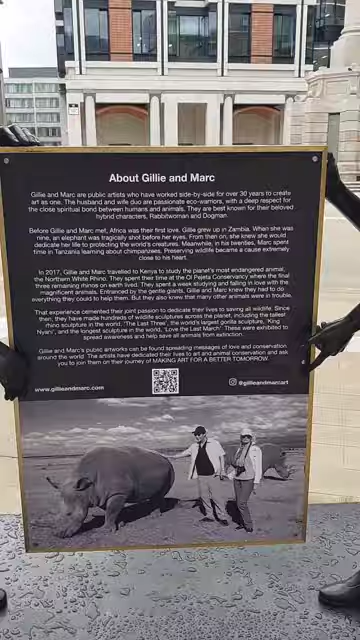 About Gillie and Marc
Gillie and Marc are public artists who have worked side-by-side for over 30 years to create
art as one. The husband and wife duo are passionate eco-warriors, with a deep respect for
the close spiritual bond between humans and animals. They are best known for their beloved
hybrid characters, Rabbitwoman and Dogman.
Before Gillie and Marc met, Africa was their first love. Gillie grew up in Zambia. When she was
nine, an elephant was tragically shot before her eyes. From then on, she knew she would
dedicate her life to protecting the world's creatures. Meanwhile, in his twenties, Marc spent
time in Tanzania learning about chimpanzees. Preserving wildlife became a cause extremely
close to his heart.
In 2017, Gillie and Marc travelled to Kenya to study the planet's most endangered animal,
the Northern White Rhino. They spent their time at the Ol Pejeta Conservancy where the final
three remaining rhinos on earth lived. They spent a week studying and falling in love with the
magnificent animals. Entranced by the gentle giants, Gillie and Marc knew they had to do
everything they could to help them. But they also knew that many other animals were in trouble.
That experience cemented their joint passion to dedicate their lives to saving all wildlife. Since
then, they have made hundreds of wildlife sculptures across the planet, including the tallest
rhino sculpture in the world, 'The Last Three', the world's largest gorilla sculpture, 'King
Nyani', and the longest sculpture in the world, 'Love the Last March'. These were exhibited to
spread awareness and help save all animals from extinction.
Gillie and Marc's public artworks can be found spreading messages of love and conservation
around the world. The artists have dedicated their lives to art and animal conservation and ask
you to join them on their journey of MAKING ART FOR A BETTER TOMORROW.
www.gillieandmarc.com
@gillieandmarcart